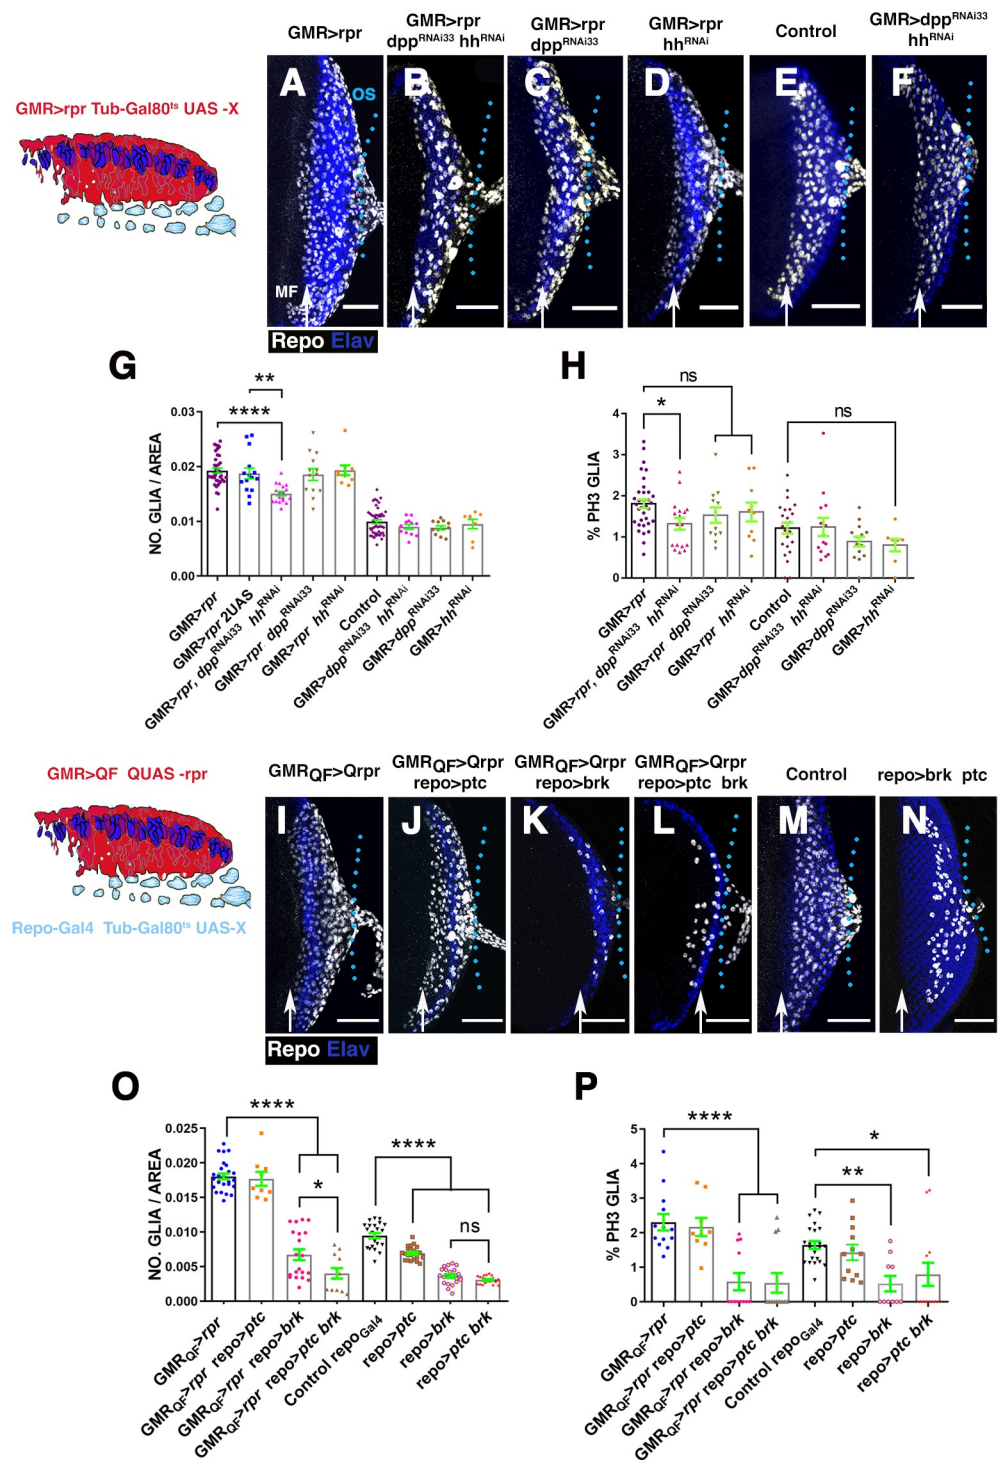 GMR>rpr
GMR>rpr
dppRNAi33 hhRNAi
GMR>rpr
dppRNAi33
GMR>rpr
hhRNAi
Control
GMR>dppRNAi33
hhRNAi
GMR>rpr Tub-Gal80ts UAS -X
A
B
C
D
E
F
os
MF
Repo Elav
G
NO. GLIA / AREA
0.03
0.02
0.01
0.00
**
****
GMR>rpr
GMR>rpr 2UAS
GMR>rpr, dppRNAi33 hhRNAi
GMR>rpr dppRNAi33
GMR>rpr hhRNAi
Control
GMR>dppRNAi33 hhRNAi
GMR>dppRNAi33
GMR>hhRNAi
H
% PH3 GLIA
4
3
2
1
0
ns
*
ns
GMR>rpr
GMR>rpr, dppRNAi33 hhRNAi
GMR>rpr dppRNAi33
GMR>rpr hhRNAi
Control
GMR>dppRNAi33 hhRNAi
GMR>dppRNAi33
GMR>hhRNAi
GMR>QF QUAS -rpr
Repo-Gal4 Tub-Gal80ts UAS-X
GMRQF>Qrpr
GMRQF>Qrpr
repo>ptc
GMRQF>Qrpr
repo>brk
GMRQF>Qrpr
repo>ptc brk
Control
repo>brk ptc
I
J
K
L
M
N
Repo Elav
O
NO. GLIA / AREA
0.025
0.020
0.015
0.010
0.005
0.000
****
*
****
ns
GMRQF>rpr
GMRQF>rpr repo>ptc
GMRQF>rpr repo>brk
GMRQF>rpr repo>ptc brk
Control repoGal4
repo>ptc
repo>brk
repo>ptc brk
P
% PH3 GLIA
5
4
3
2
1
0
****
*
**
GMRQF>rpr
GMRQF>rpr repo>ptc
GMRQF>rpr repo>brk
GMRQF>rpr repo>ptc brk
Control repoGal4
repo>ptc
repo>brk
repo>ptc brk